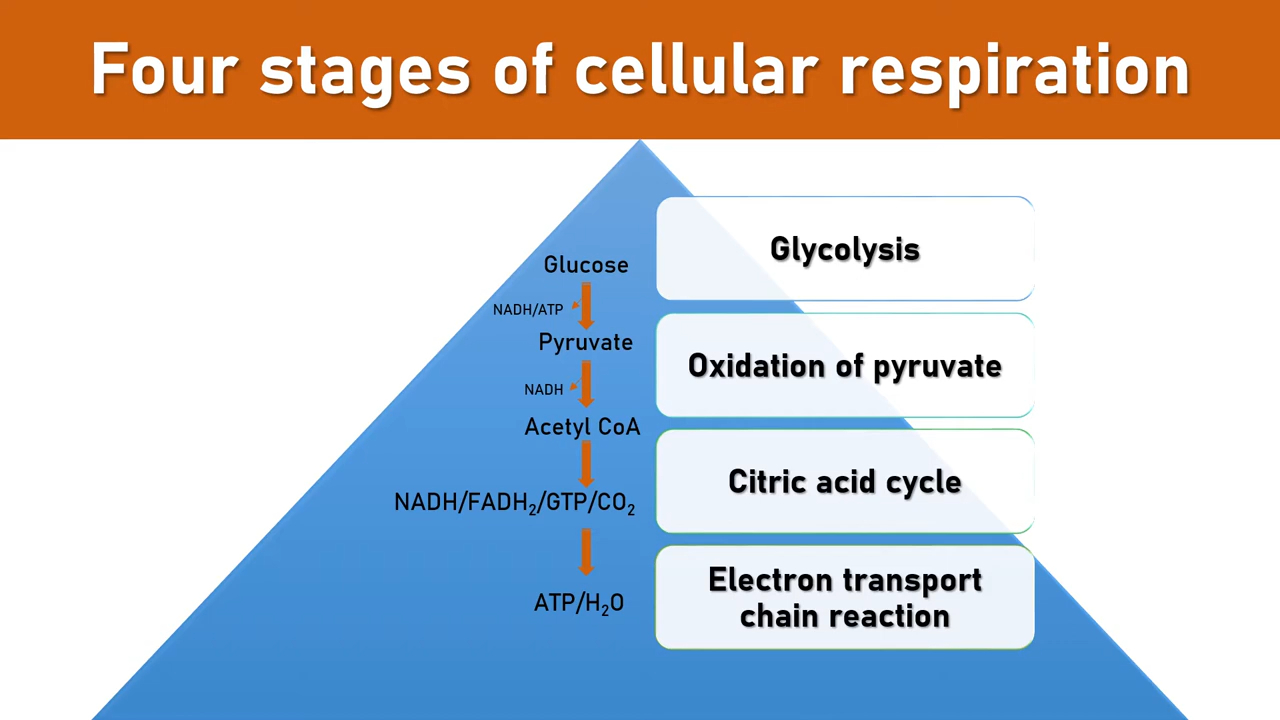 Four stages of cellular respiration
Glycolysis
Glucose
NADH/ATP
Pyruvate
Oxidation of pyruvate
NADH
Acetyl CoA
Citric acid cycle
NADH/FADH₂/GTP/CO₂
Electron transport
chain reaction
ATP/H₂O